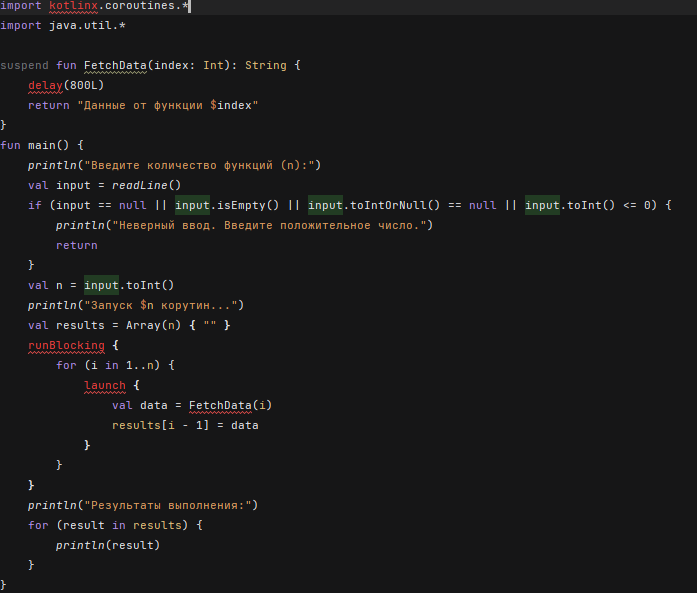 import kotlinx.coroutines.*
import java.util.*

suspend fun FetchData(index: Int): String {
    delay(800L)
    return "Данные от функции $index"
}
fun main() {
    println("Введите количество функций (n):")
    val input = readLine()
    if (input == null || input.isEmpty() || input.toIntOrNull() == null || input.toInt() <= 0) {
        println("Неверный ввод. Введите положительное число.")
        return
    }
    val n = input.toInt()
    println("Запуск $n корутин...")
    val results = Array(n) { "" }
    runBlocking {
        for (i in 1..n) {
            launch {
                val data = FetchData(i)
                results[i - 1] = data
            }
        }
    }
    println("Результаты выполнения:")
    for (result in results) {
        println(result)
    }
}